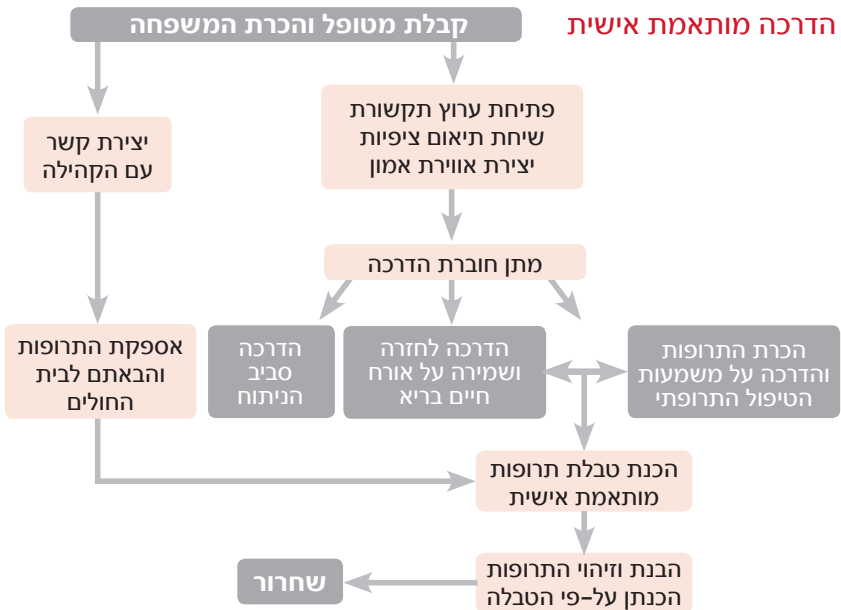 הדרכה מותאמת אישית
קבלת מטופל והכרת המשפחה
פתיחת ערוץ תקשורת
שיחת תיאום ציפיות
יצירת אווירת אמון
יצירת קשר
עם הקהילה
מתן חוברת הדרכה
הכרת התרופות
והדרכה על משמעות
הטיפול התרופתי
הדרכה לחזרה
ושמירה על אורח
חיים בריא
הדרכה
סביב
הניתוח
אספקת התרופות
והבאתם לבית
החולים
הכנת טבלת תרופות
מותאמת אישית
הבנת וזיהוי התרופות
הכנתן על-פי הטבלה
שחרור